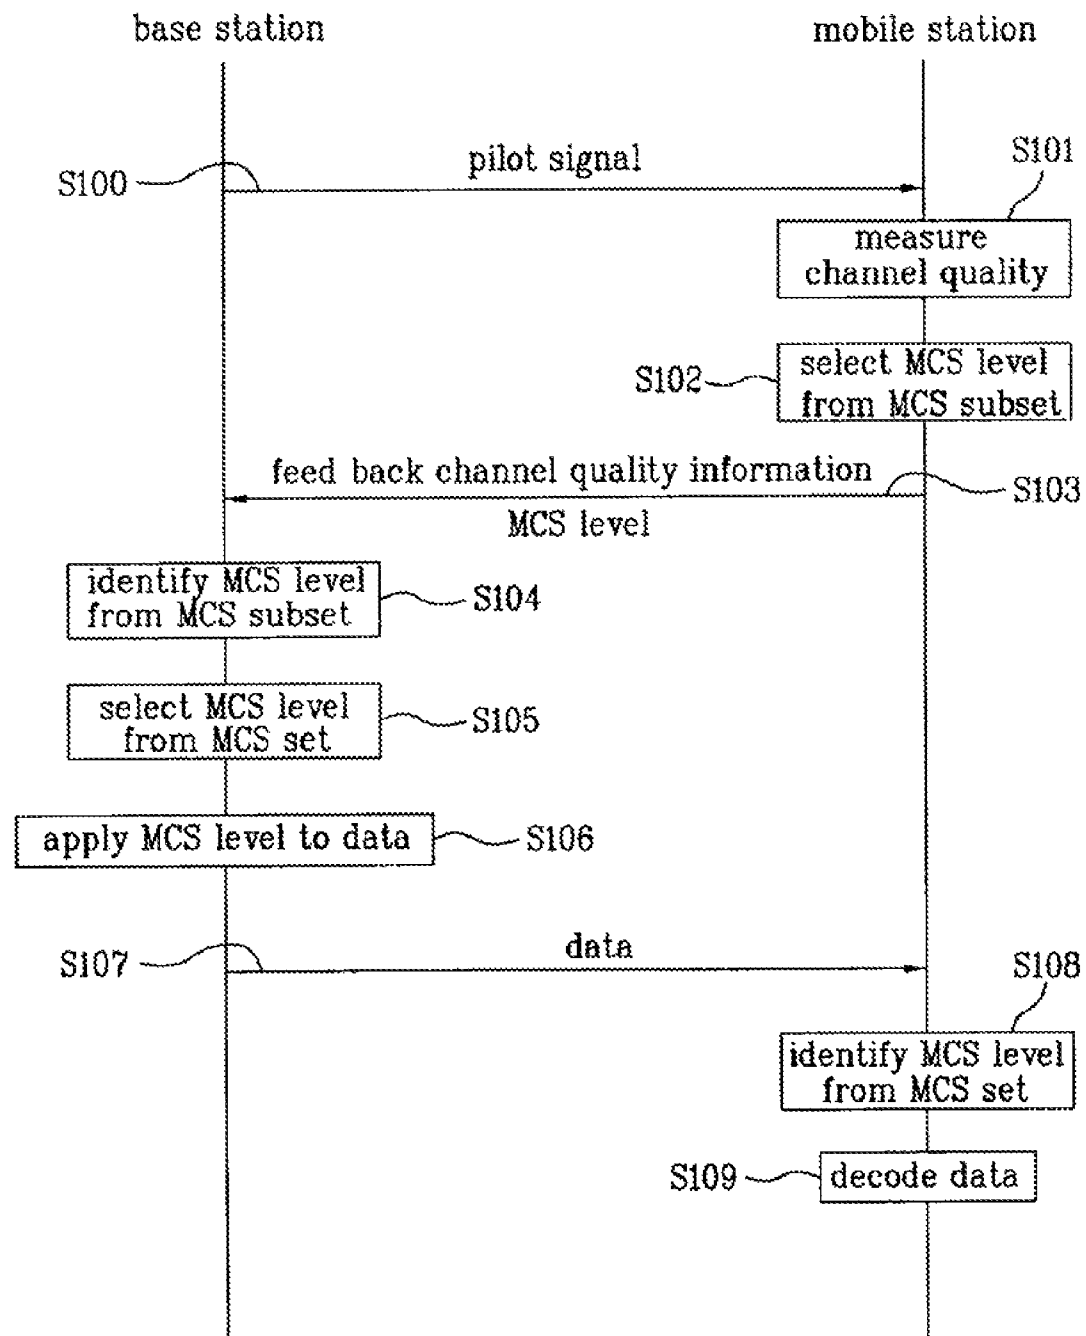 base station
mobile station
S100
pilot signal
S101
measure
channel quality
S102
select MCS level
from MCS subset
feed back channel quality information
S103
MCS level
identify MCS level
from MCS subset
S104
select MCS level
from MCS set
S105
apply MCS level to data
S106
S107
data
S108
identify MCS level
from MCS set
S109
decode data